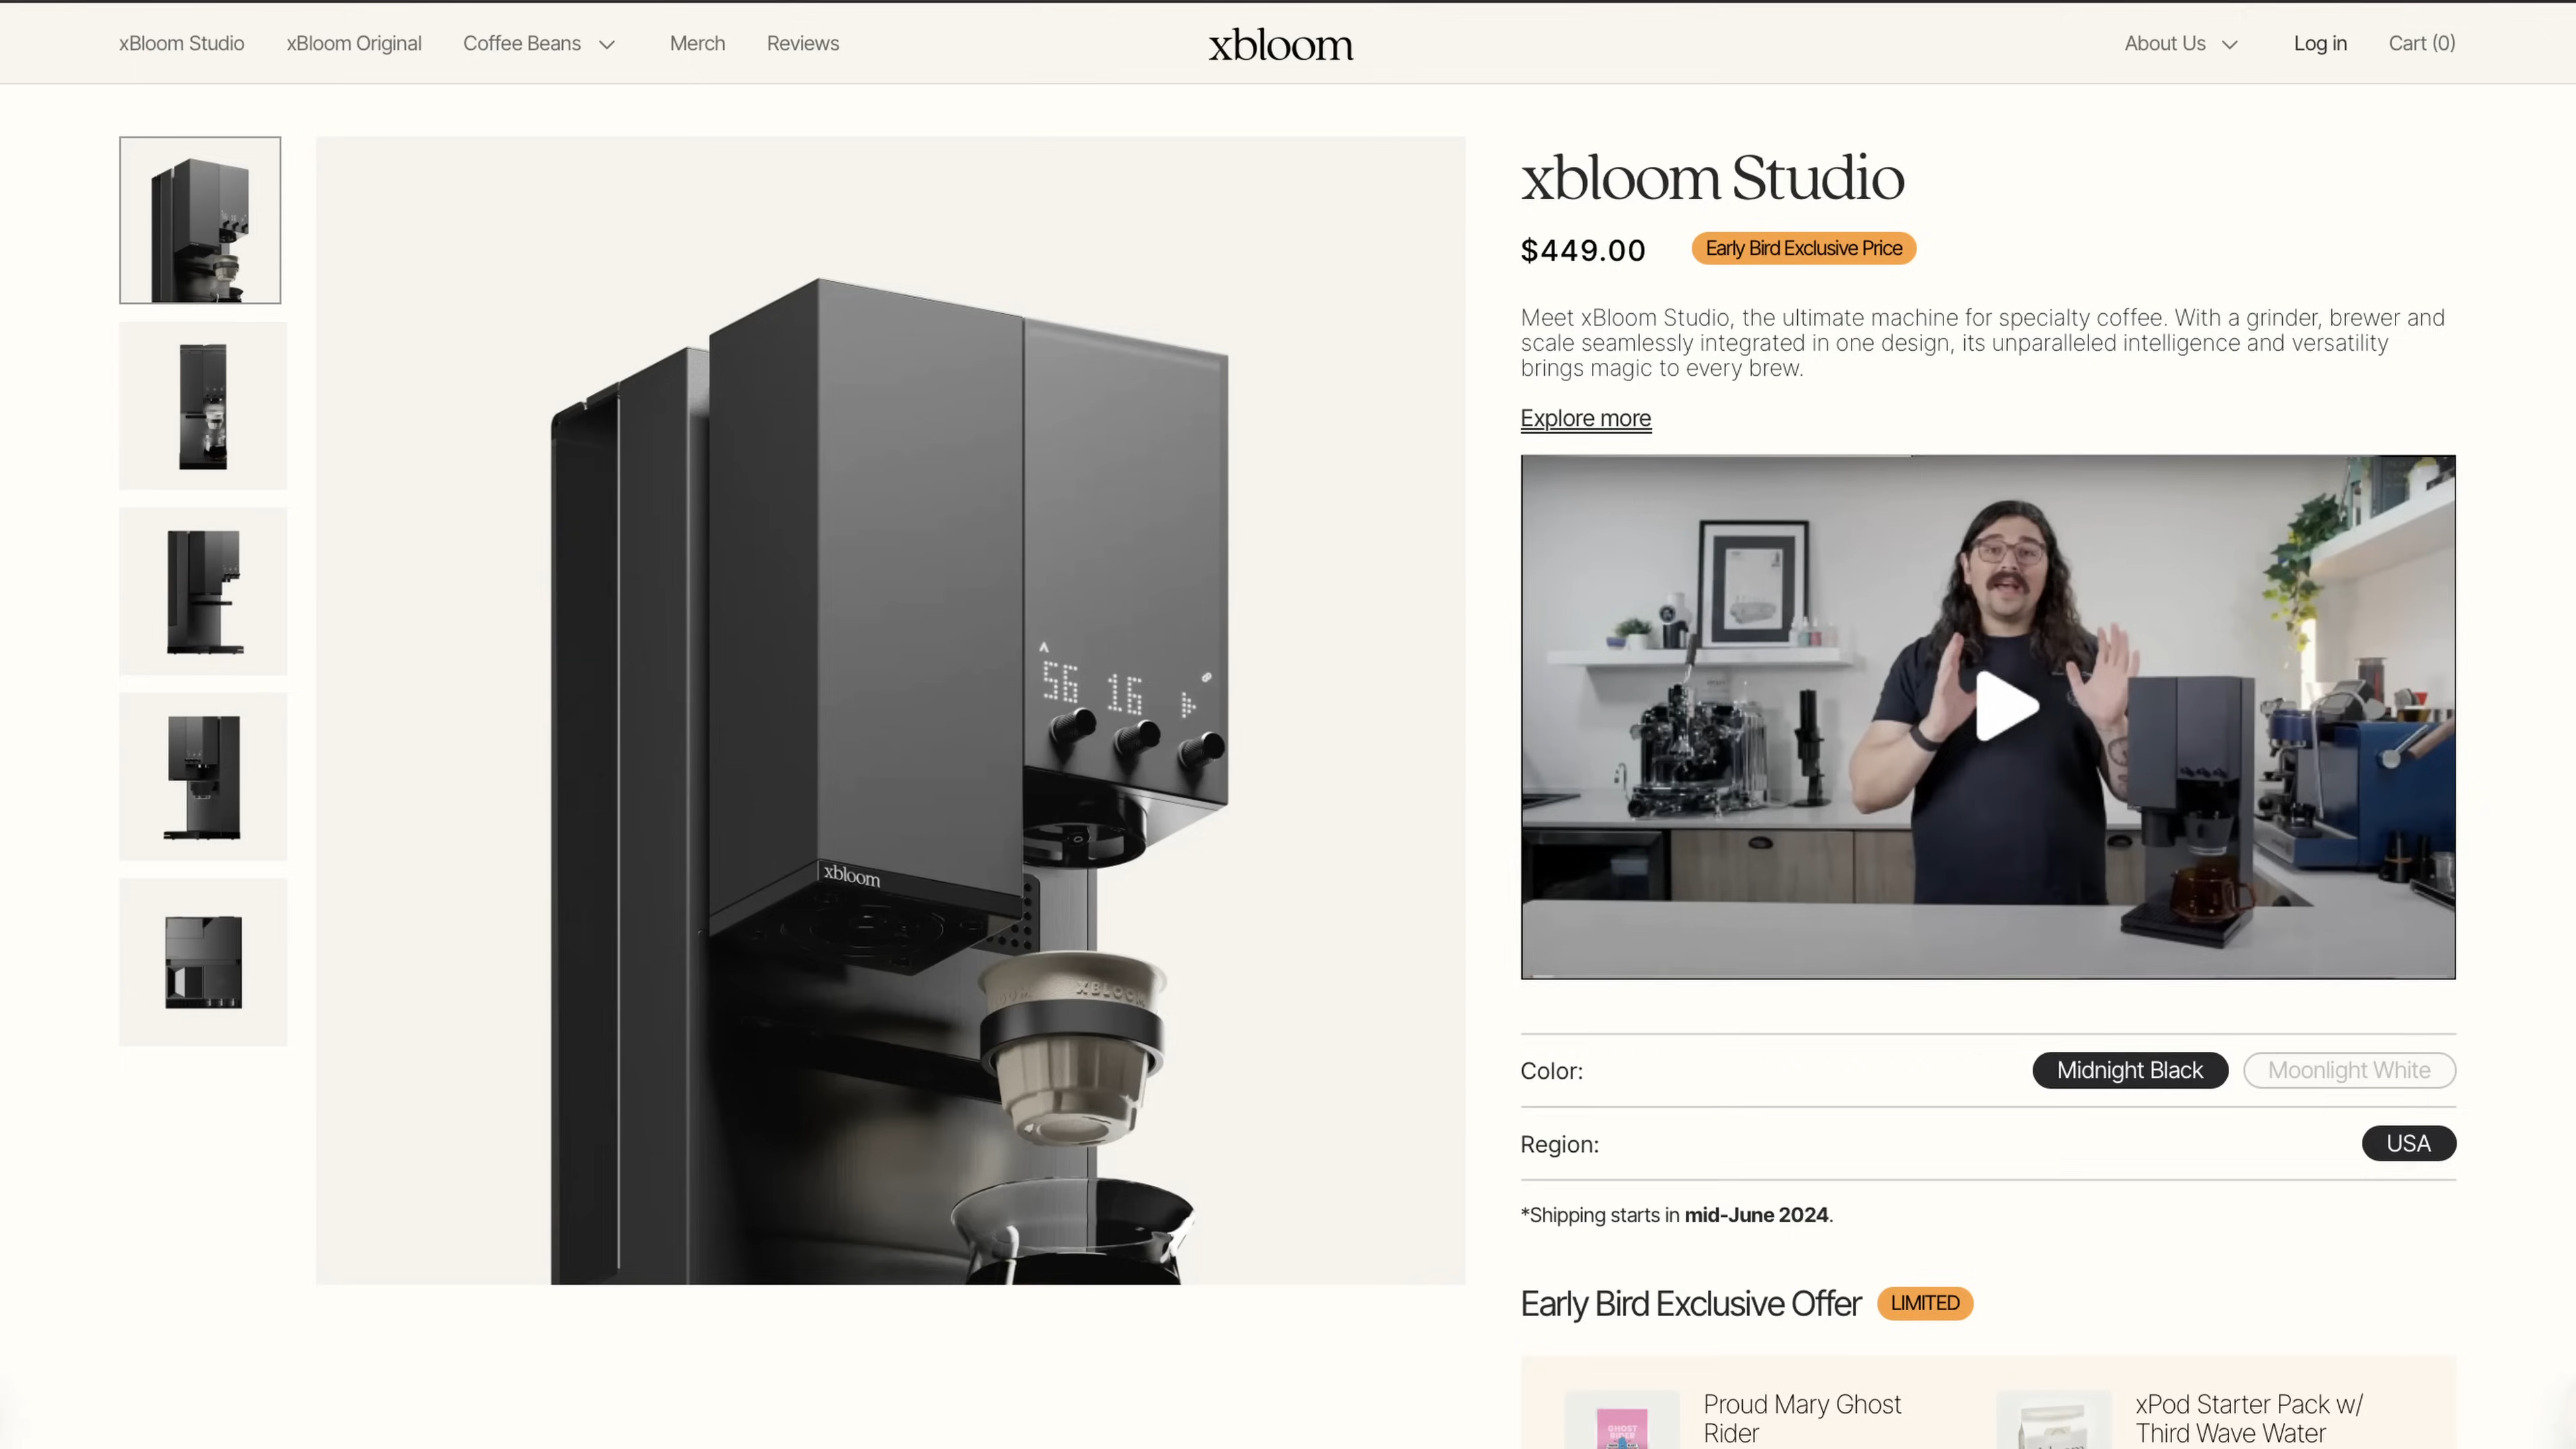 xBloom Studio
xBloom Original
Coffee Beans
Merch
Reviews
xbloom
About Us
Log in
Cart (0)
xbloom Studio
$449.00
Early Bird Exclusive Price
Meet xBloom Studio, the ultimate machine for specialty coffee. With a grinder, brewer and
scale seamlessly integrated in one design, its unparalleled intelligence and versatility
brings magic to every brew.
Explore more
56 16
xbloom
XBLOOM
Color:
Midnight Black
Moonlight White
Region:
USA
*Shipping starts in mid-June 2024.
Early Bird Exclusive Offer
LIMITED
Proud Mary Ghost
Rider
GHOST
RIDER
xPod Starter Pack w/
Third Wave Water